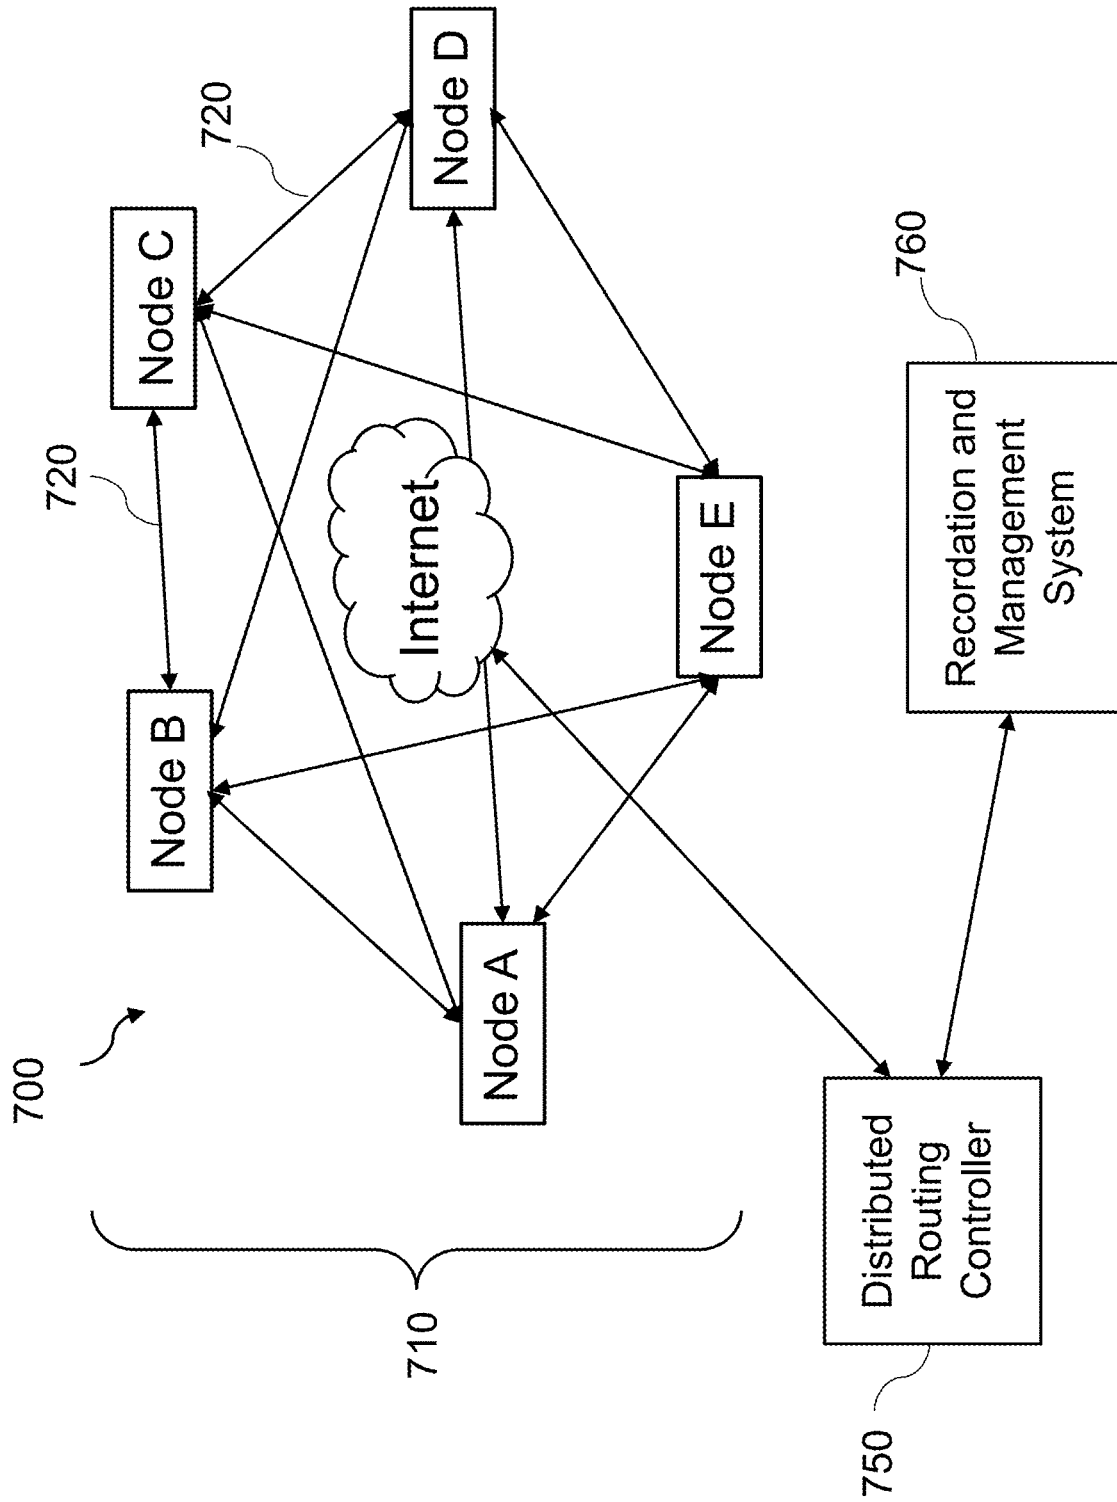 700
720
720
Node B
Node C
Node A
Internet
Node D
Node E
710
750
Distributed
Routing
Controller
760
Recordation and
Management
System